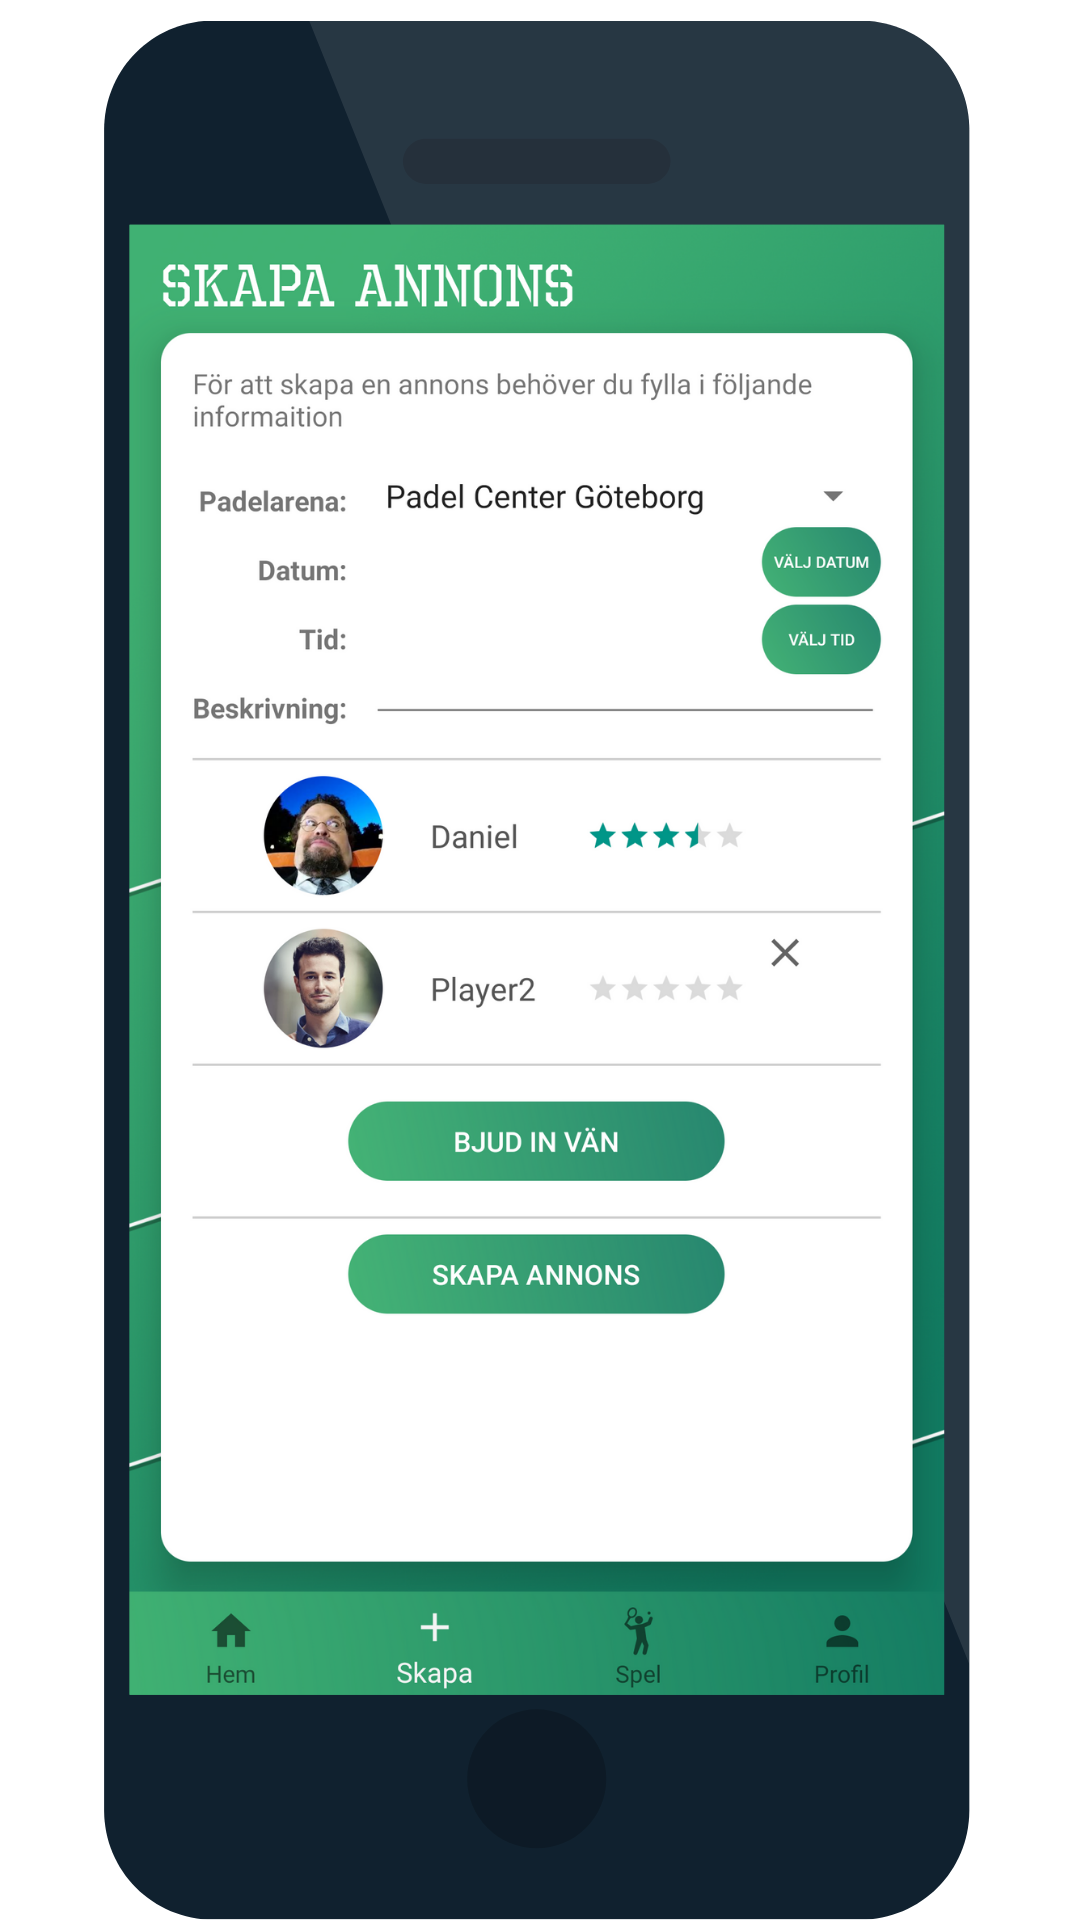 SKAPA ANNONS
För att skapa en annons behöver du fylla i följande
informaition
Padelarena: Padel Center Göteborg
Datum: VÄLJ DATUM
Tid: VÄLJ TID
Beskrivning:
Daniel
Player2
BJUD IN VÄN
SKAPA ANNONS
Hem Skapa Spel Profil